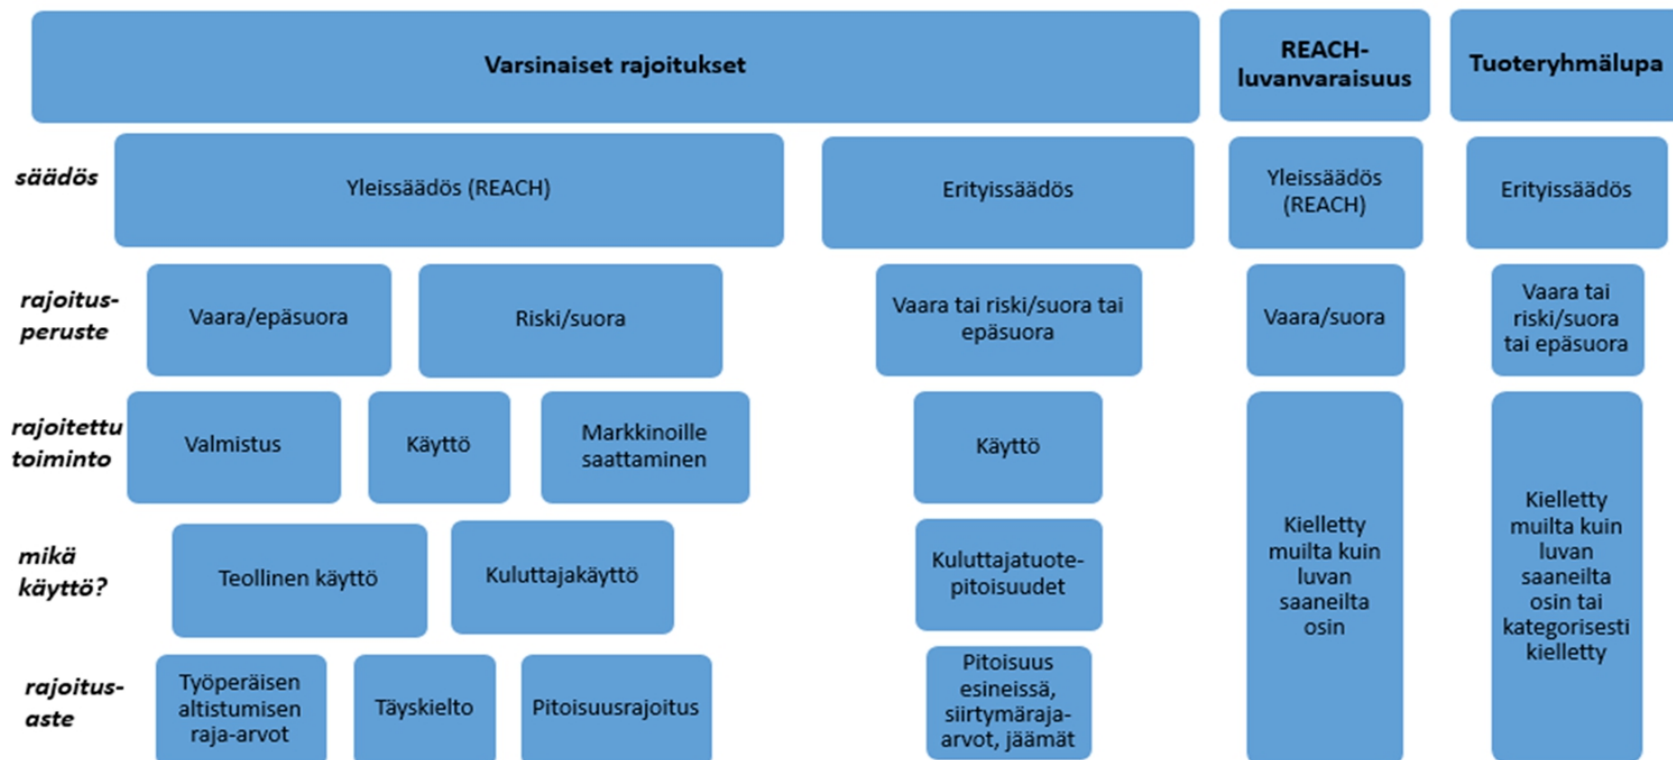 Varsinaiset rajoitukset
REACH-
luvanvaraisuus
Tuoteryhmälupa
säädös
Yleissäädös (REACH)
Erityissäädös
Yleissäädös
(REACH)
Erityissäädös
rajoitus-
peruste
Vaara/epäsuora
Riski/suora
Vaara tai riski/suora tai
epäsuora
Vaara/suora
Vaara tai
riski/suora
tai epäsuora
rajoitettu
toiminto
Valmistus
Käyttö
Markkinoille
saattaminen
Käyttö
Kielletty
muilta kuin
luvan
saaneilta
osin
Kielletty
muilta kuin
luvan
saaneilta
osin tai
kategorisesti
kielletty
mikä
käyttö?
Teollinen käyttö
Kuluttajakäyttö
Kuluttajatuote-
pitoisuudet
rajoitus-
aste
Työperäisen
altistumisen
raja-arvot
Täyskielto
Pitoisuusrajoitus
Pitoisuus
esineissä,
siirtymäraja-
arvot, jäämät